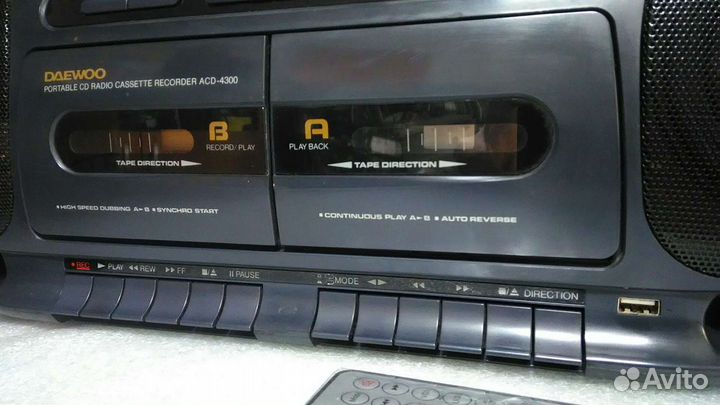 DAEWOO
PORTABLE CD RADIO CASSETTE RECORDER ACD-4300
B
RECORD/PLAY
TAPE DIRECTION
• HIGH SPEED DUBBING A►B • SYNCHRO START
A
PLAY BACK
TAPE DIRECTION
• CONTINUOUS PLAY A►B • AUTO REVERSE
● REC ► PLAY ◄◄ REW ►► FF ■/▲ II PAUSE
MODE ◄► ◄◄ ►► ■/▲ DIRECTION
Avito